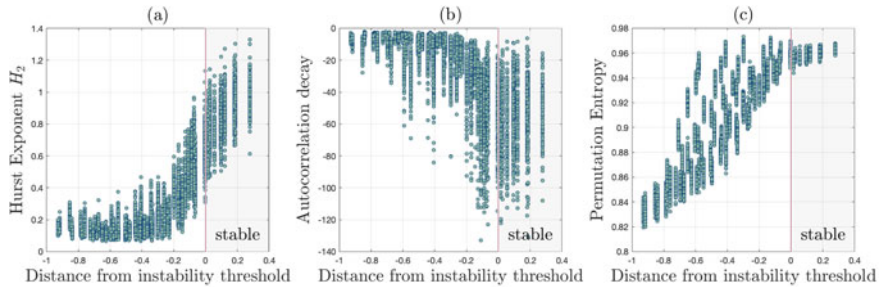 (a)
(b)
(c)
Hurst Exponent H₂
1.4
1.2
1
0.8
0.6
0.4
0.2
0
-1 -0.8 -0.6 -0.4 -0.2 0 0.2 0.4
stable
Distance from instability threshold
Autocorrelation decay
0
-20
-40
-60
-80
-100
-120
-140
-1 -0.8 -0.6 -0.4 -0.2 0 0.2 0.4
stable
Distance from instability threshold
Permutation Entropy
0.98
0.96
0.94
0.92
0.9
0.88
0.86
0.84
0.82
0.8
-1 -0.8 -0.6 -0.4 -0.2 0 0.2 0.4
stable
Distance from instability threshold